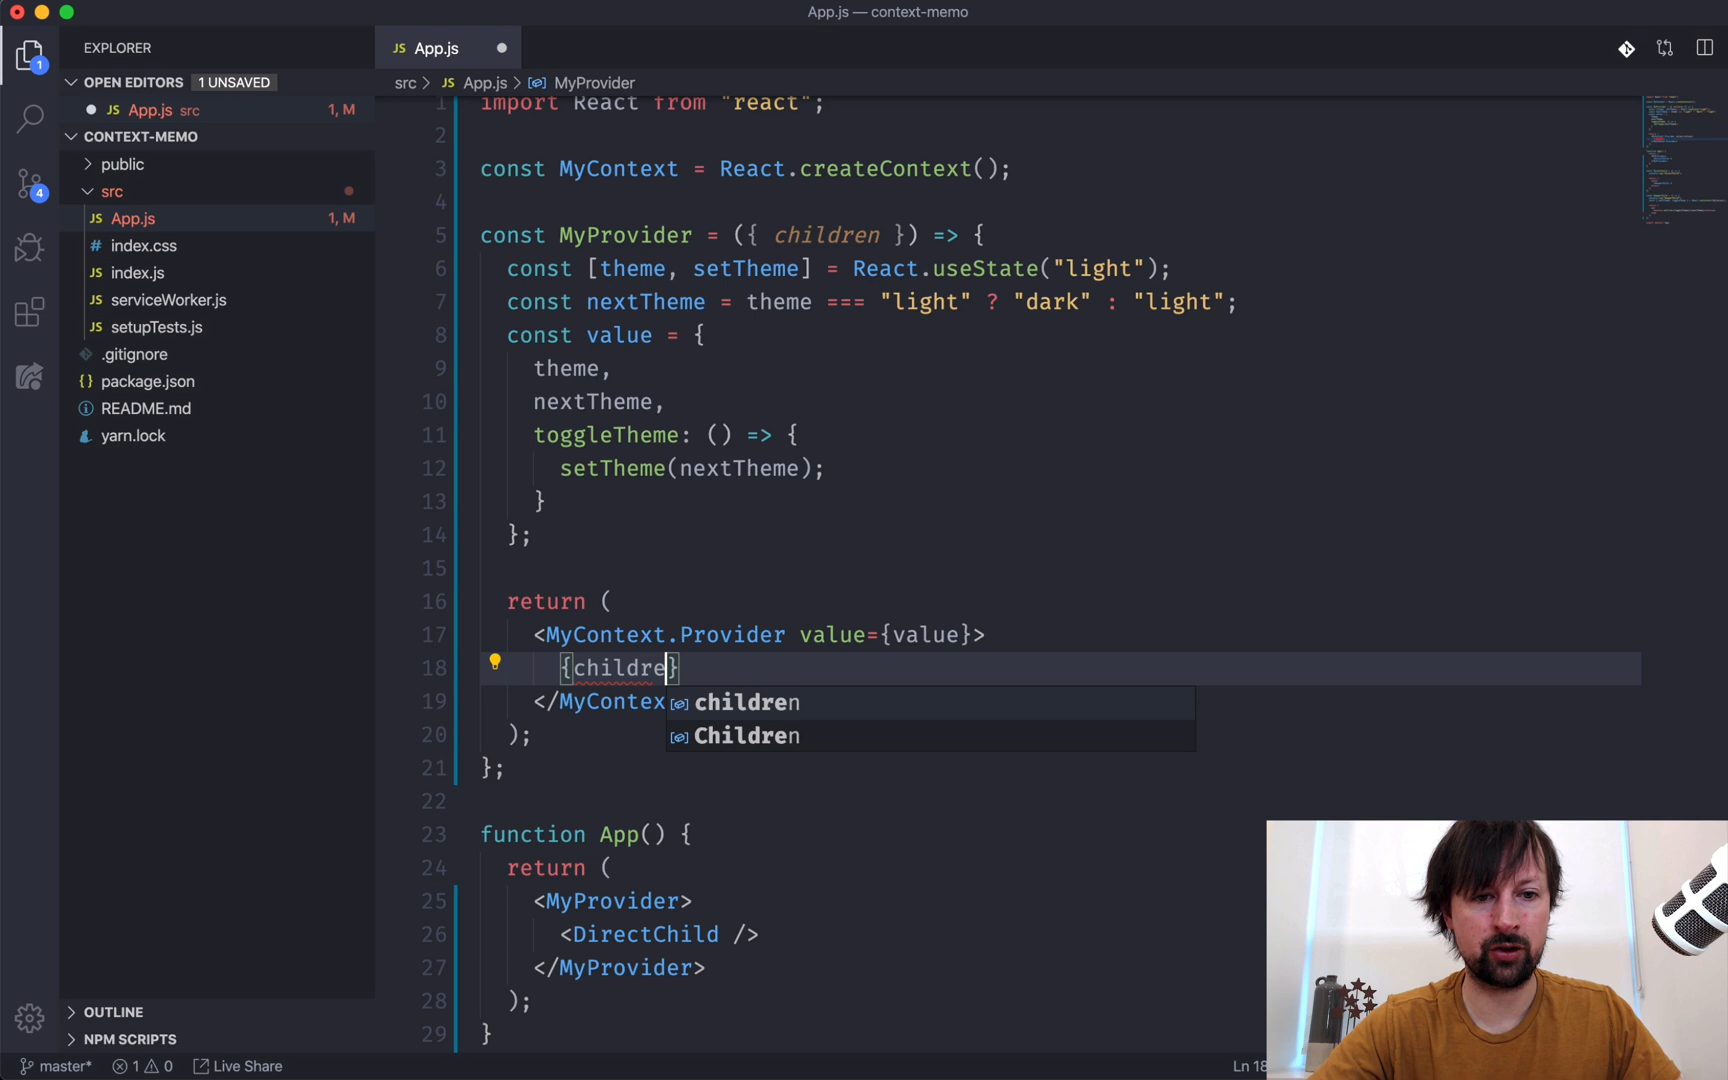 App.js — context-memo
EXPLORER
OPEN EDITORS 1 UNSAVED
App.js src 1, M
CONTEXT-MEMO
public
src
JS App.js 1, M
# index.css
JS index.js
JS serviceWorker.js
JS setupTests.js
.gitignore
{} package.json
README.md
yarn.lock
OUTLINE
NPM SCRIPTS
1
4
JS App.js
src > JS App.js > MyProvider
1 import React from "react";
2
3 const MyContext = React.createContext();
4
5 const MyProvider = ({ children }) => {
6 const [theme, setTheme] = React.useState("light");
7 const nextTheme = theme === "light" ? "dark" : "light";
8 const value = {
9 theme,
10 nextTheme,
11 toggleTheme: () => {
12 setTheme(nextTheme);
13 }
14 };
15
16 return (
17 <MyContext.Provider value={value}>
18 {childre}
19 </MyContex
children
Children
20 );
21 };
22
23 function App() {
24 return (
25 <MyProvider>
26 <DirectChild />
27 </MyProvider>
28 );
29 }
master* 1 0 Live Share
Ln 18